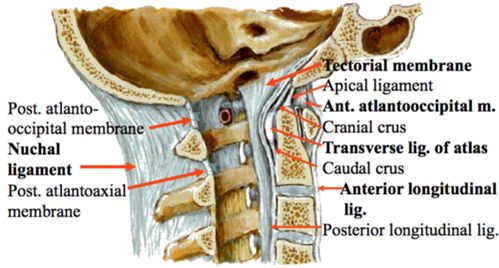 Post. atlanto-
occipital membrane
Nuchal
ligament
Post. atlantoaxial
membrane
Tectorial membrane
Apical ligament
Ant. atlantooccipital m.
Cranial crus
Transverse lig. of atlas
Caudal crus
Anterior longitudinal
lig.
Posterior longitudinal lig.